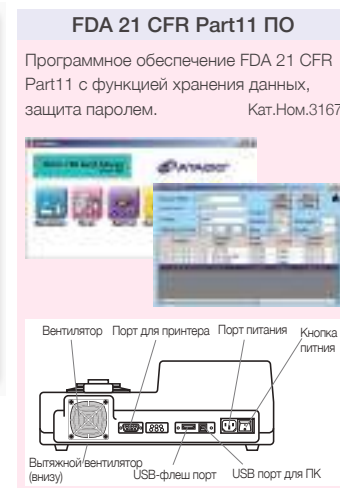 FDA 21 CFR Part11 ПО
Программное обеспечение FDA 21 CFR
Part11 с функцией хранения данных,
защита паролем. Кат.Ном.3167
ATAGO
Вентилятор Порт для принтера Порт питания Кнопка
питния
Вытяжной вентилятор
(внизу)
USB-флеш порт USB порт для ПК